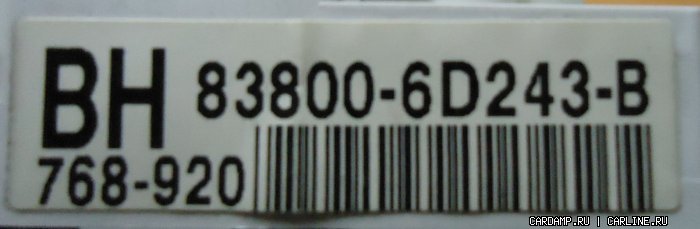 BH 83800-6D243-B
768-920
CARDAMP.RU | CARLINE.RU